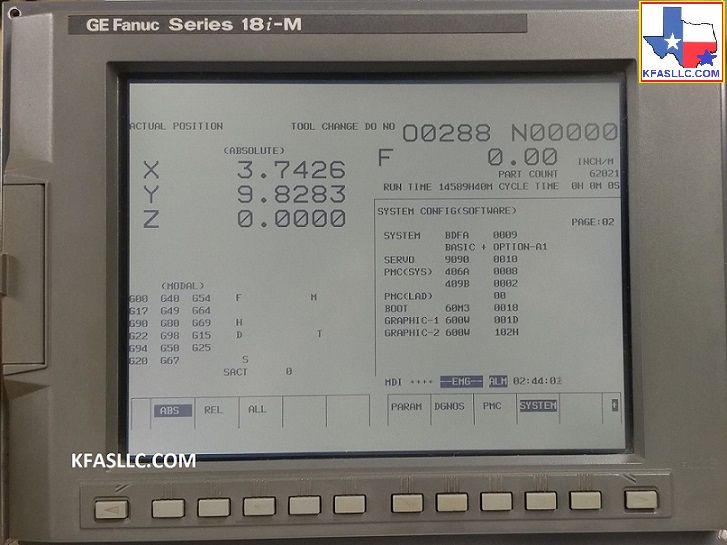 GE Fanuc Series 18i-M
KFASLLC.COM
ACTUAL POSITION TOOL CHANGE DO NO O0288 N00000
(ABSOLUTE)
X 3.7426
Y 9.8283
Z 0.0000
F 0.00 INCH/M
PART COUNT 62021
RUN TIME 14589H40M CYCLE TIME 0H 0M 0S
SYSTEM CONFIG(SOFTWARE)
PAGE:02
SYSTEM BDFA 0009
BASIC + OPTION-A1
SERVO 9090 0010
PMC(SYS) 406A 0008
409B 0002
PMC(LAD) 00
BOOT 60M3 0018
GRAPHIC-1 600W 001D
GRAPHIC-2 600W 102H
(MODAL)
G00 G40 G54 F M
G17 G49 G64
G90 G80 G69 H
G22 G98 G15 D T
G94 G50 G25
G20 G67 S
SACT 0
MDI ++++ --EMG-- ALM
ABS REL ALL
PARAM DGNOS PMC SYSTEM
KFASLLC.COM